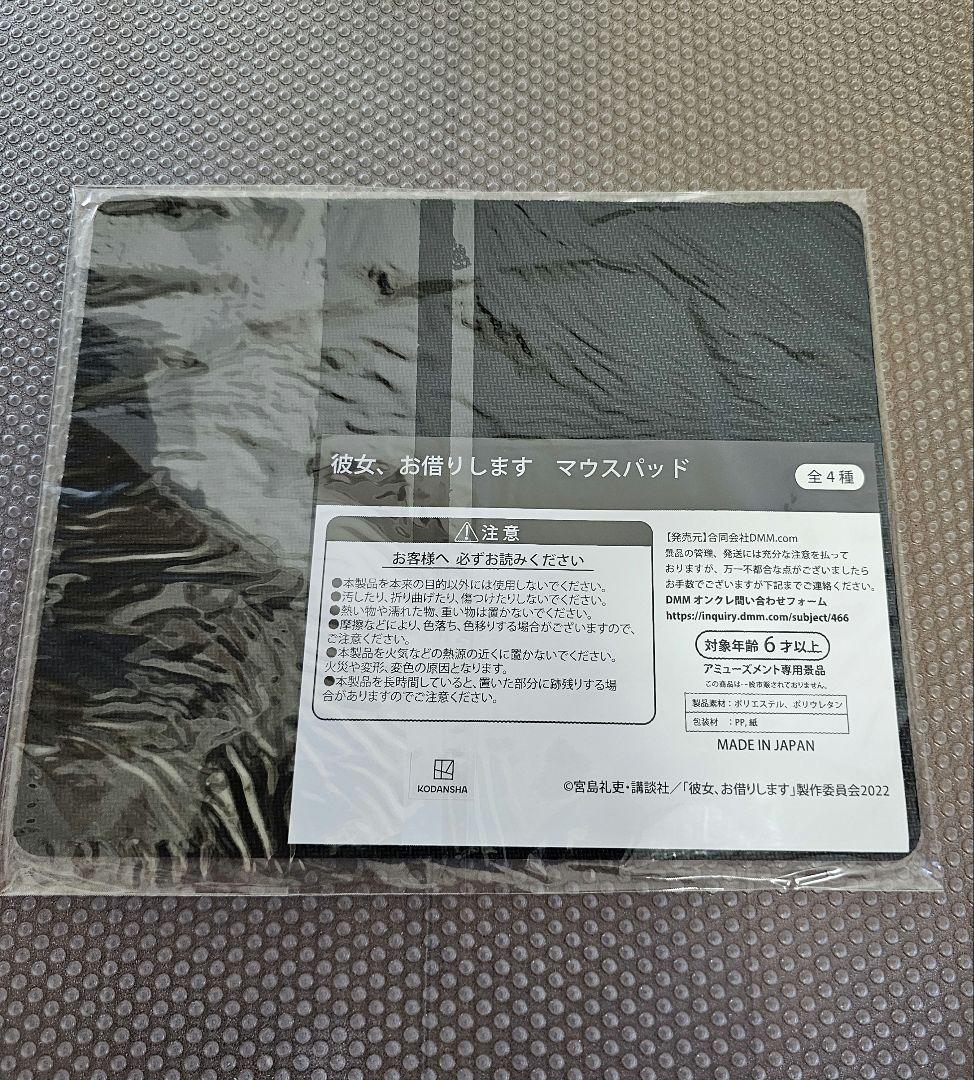 彼女、お借りします マウスパッド
全4種
注意
お客様へ 必ずお読みください
●本製品を本来の目的以外には使用しないでください。
●汚したり、折り曲げたり、傷つけたりしないでください。
●熱い物や濡れた物、重い物は置かないでください。
●摩擦などにより、色落ち、色移りする場合がございますので、
ご注意ください。
●本製品を火気などの熱源の近くに置かないでください。
火災や変形、変色の原因となります。
●本製品を長時間していると、置いた部分に跡残りする場
合がありますのでご注意ください。
【発売元】合同会社DMM.com
景品の管理、発送には充分な注意を払って
おりますが、万一不都合な点がございましたら
お手数でございますが下記までご連絡ください。
DMM オンクレ問い合わせフォーム
https://inquiry.dmm.com/subject/466
対象年齢6才以上
アミューズメント専用景品
この商品は一般市販されておりません。
製品素材：ポリエステル、ポリウレタン
包装材 ：PP, 紙
MADE IN JAPAN
KODANSHA
©宮島礼吏・講談社／「彼女、お借りします」製作委員会2022